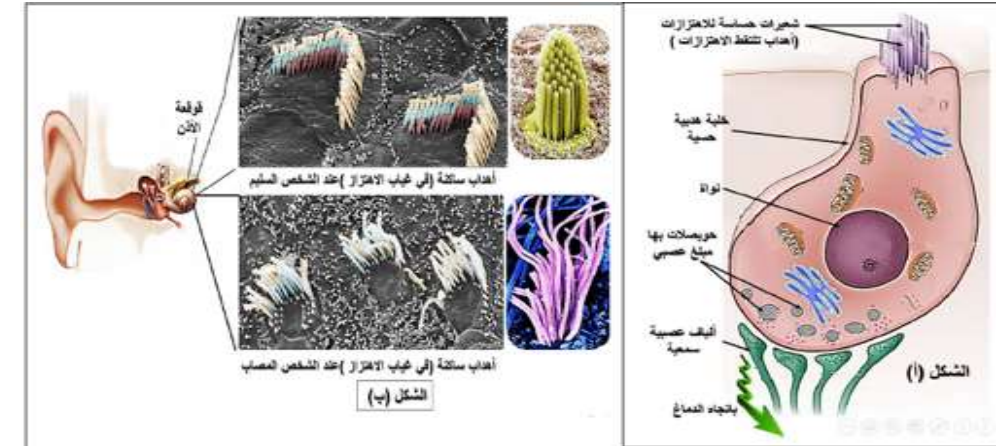 شعيرات حساسة للاهتزازات
(أهداب تلتقط الاهتزازات )
خلية هدبية
حسية
نواة
حويصلات بها
مبلغ عصبي
ألياف عصبية
سمعية
الشكل (أ)
باتجاه الدماغ
قوقعة
الاذن
أهداب ساكنة (في غياب الاهتزاز )عند الشخص السليم
أهداب ساكنة (في غياب الاهتزاز )عند الشخص المصاب
الشكل (ب)